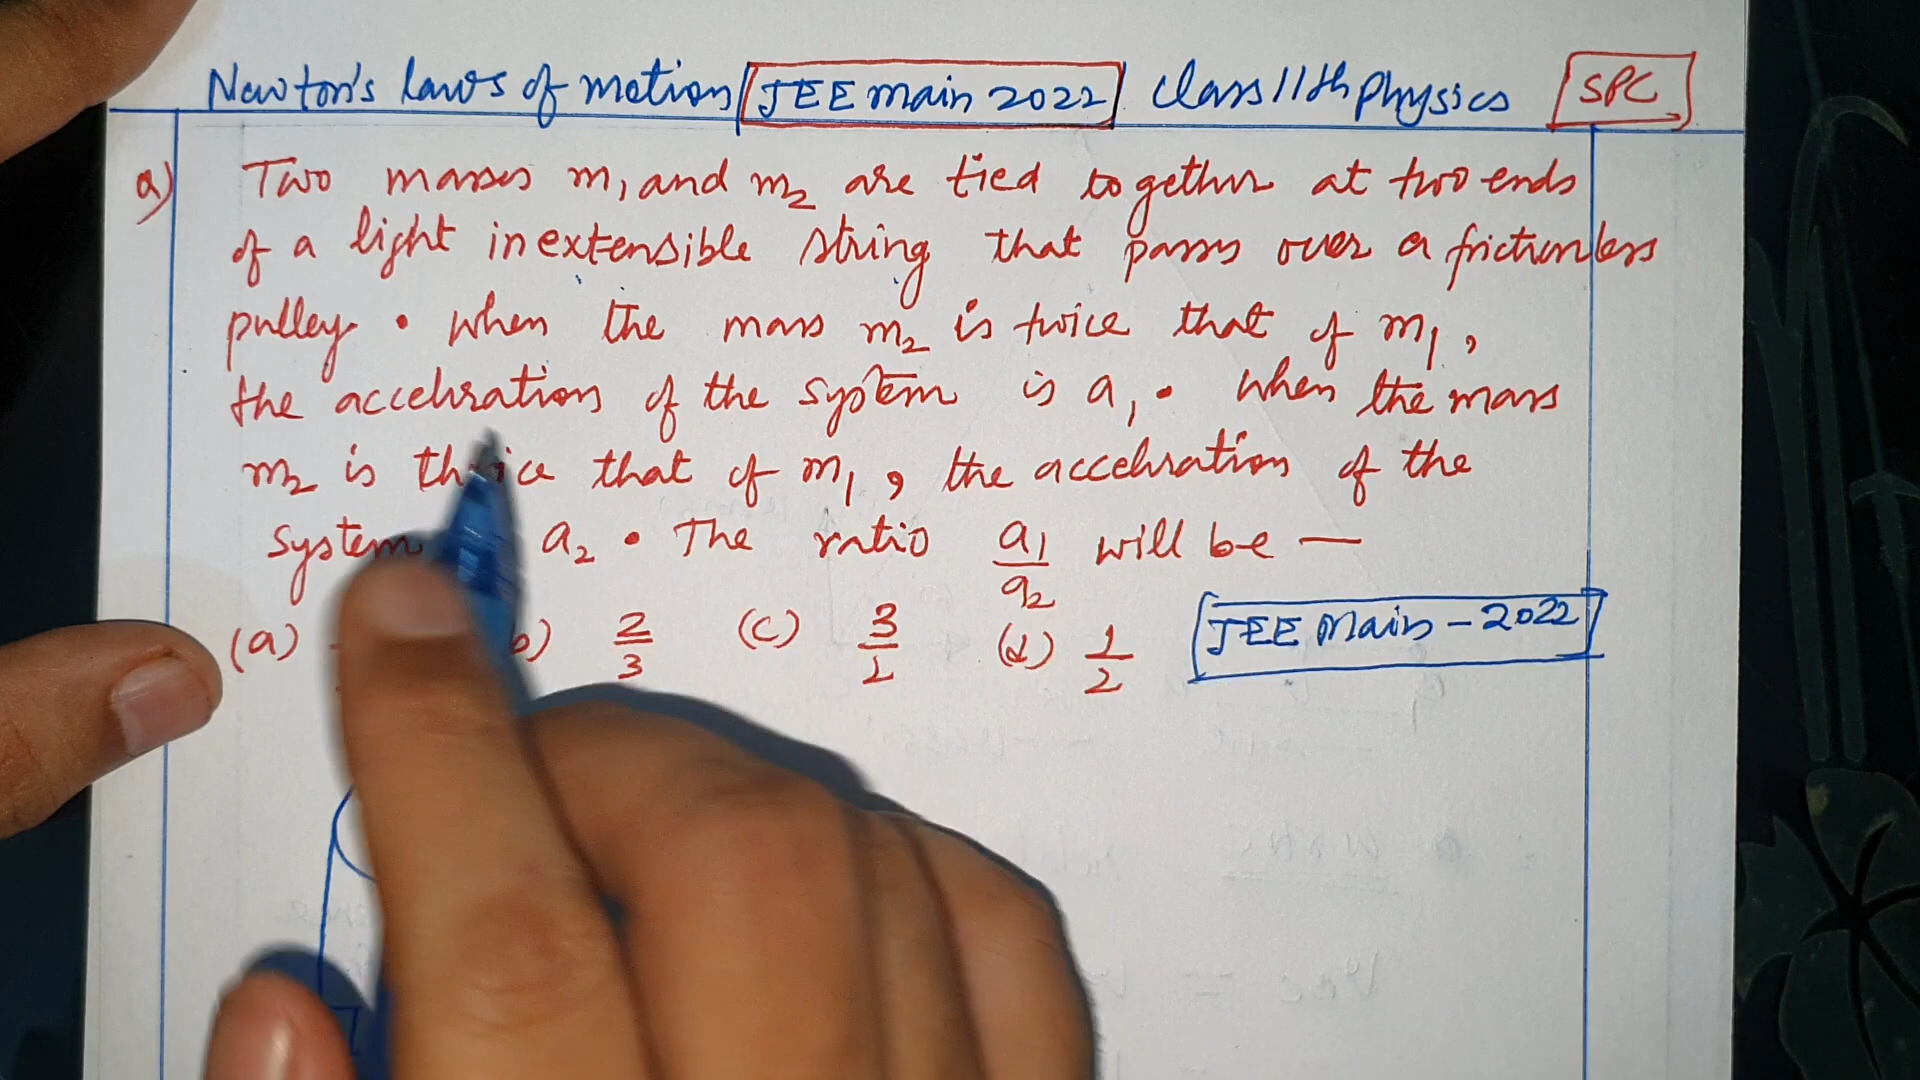 Newton's laws of motion JEE main 2022 class 11th physics SPC
Q) Two masses m1 and m2 are tied together at two ends
of a light inextensible string that passes over a frictionless
pulley. When the mass m2 is twice that of m1,
the acceleration of the system is a1. When the mass
m2 is thrice that of m1, the acceleration of the
system a2. The ratio a1/a2 will be —
(a) b) 2/3 (c) 3/1 (d) 1/2 JEE Main - 2022